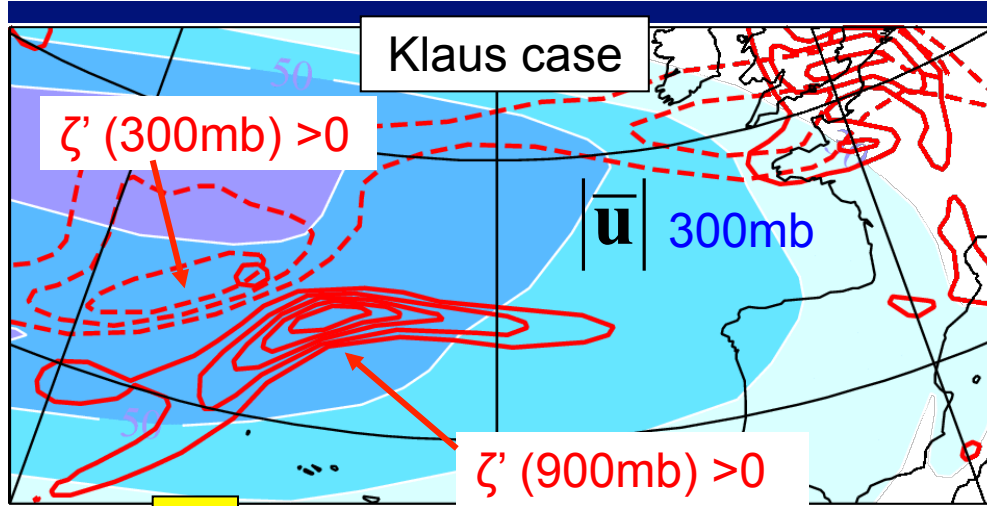 50
Klaus case
ζ’ (300mb) >0
|u̅| 300mb
50
ζ’ (900mb) >0